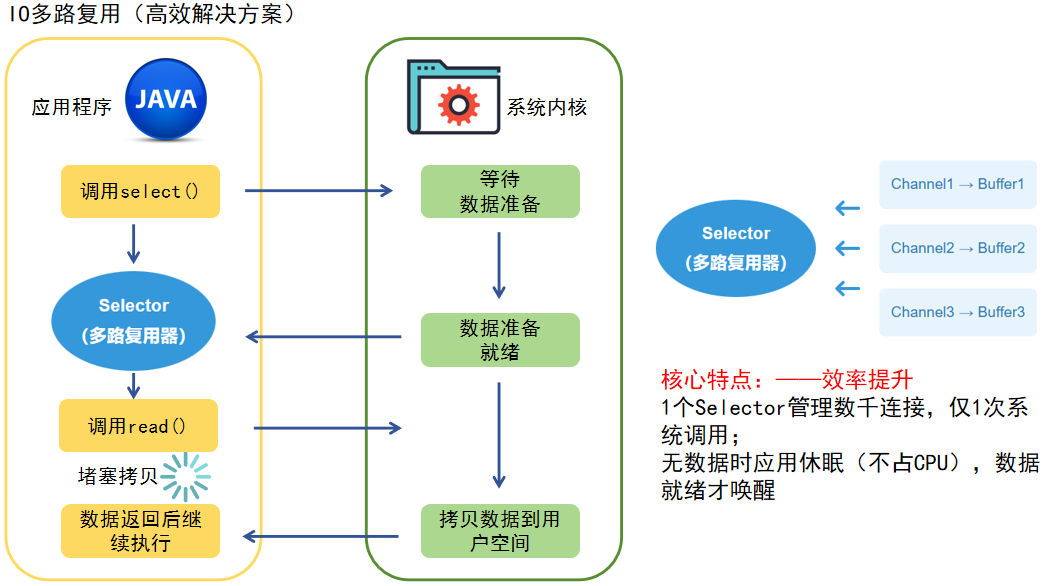 IO多路复用（高效解决方案）
应用程序
JAVA
调用select()
Selector
(多路复用器)
调用read()
堵塞拷贝
数据返回后继
续执行
系统内核
等待
数据准备
数据准备
就绪
拷贝数据到用
户空间
Selector
(多路复用器)
Channel1 → Buffer1
Channel2 → Buffer2
Channel3 → Buffer3
核心特点：——效率提升
1个Selector管理数千连接，仅1次系
统调用；
无数据时应用休眠（不占CPU），数据
就绪才唤醒